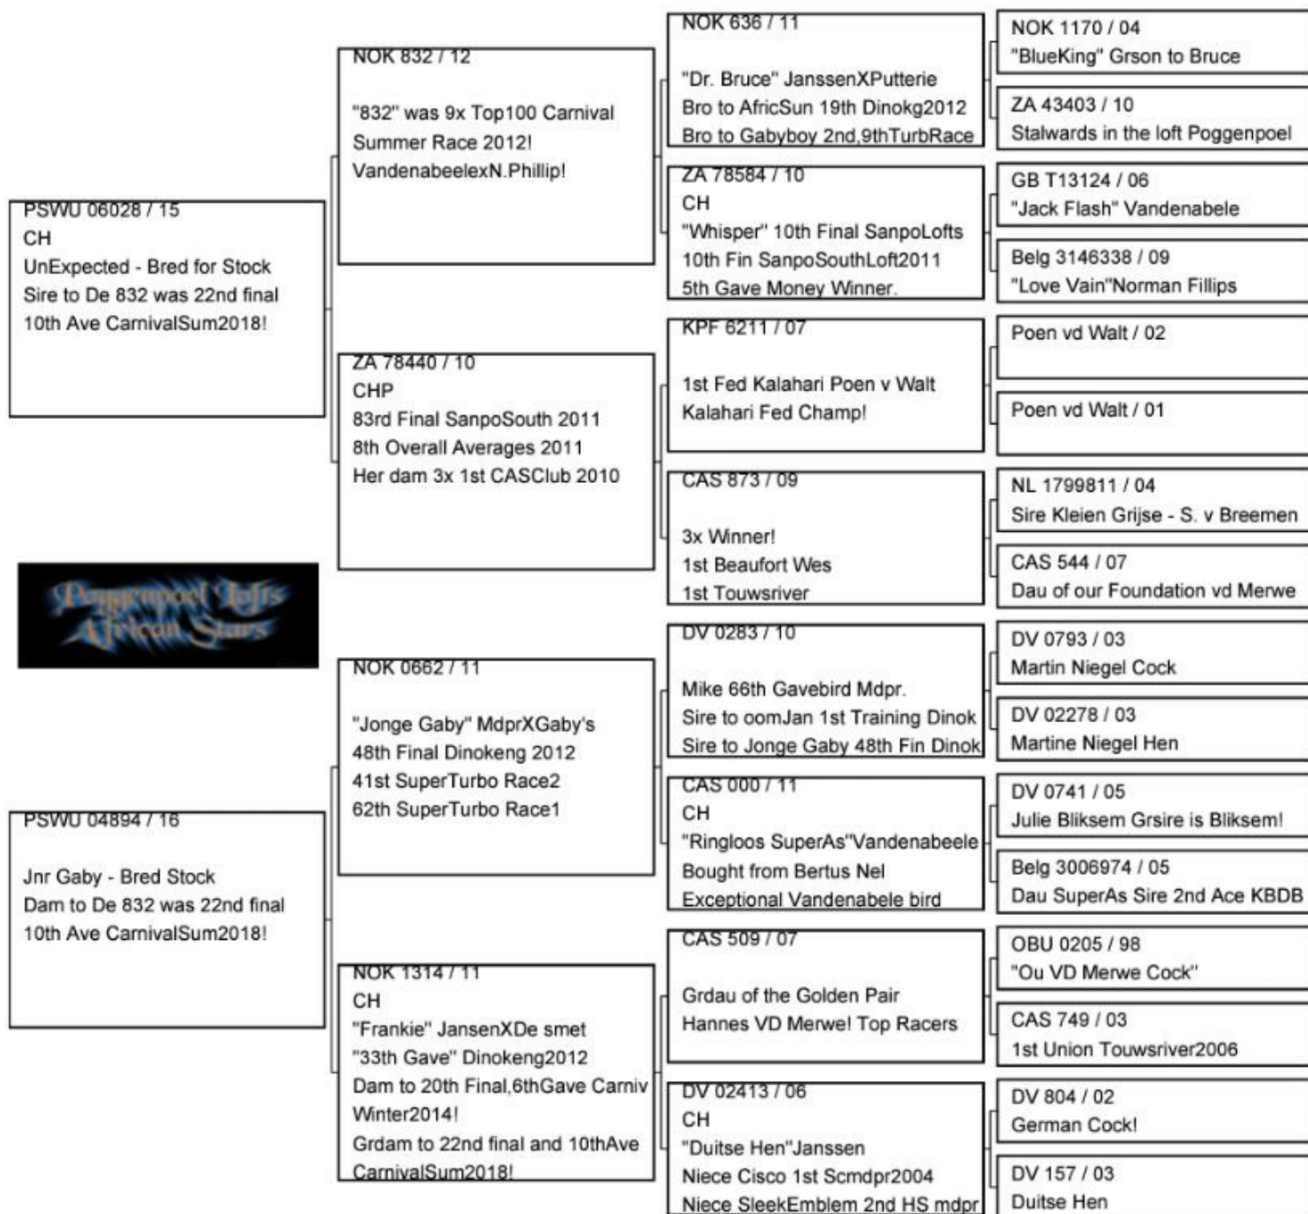 PSWU 06028 / 15
CH
UnExpected - Bred for Stock
Sire to De 832 was 22nd final
10th Ave CarnivalSum2018!
Poggenpoel Lofts
African Stars
PSWU 04894 / 16
Jnr Gaby - Bred Stock
Dam to De 832 was 22nd final
10th Ave CarnivalSum2018!
NOK 832 / 12
"832" was 9x Top100 Carnival
Summer Race 2012!
VandenabeelexN.Phillip!
ZA 78440 / 10
CHP
83rd Final SanpoSouth 2011
8th Overall Averages 2011
Her dam 3x 1st CASClub 2010
NOK 0662 / 11
"Jonge Gaby" MdprXGaby's
48th Final Dinokeng 2012
41st SuperTurbo Race2
62th SuperTurbo Race1
NOK 1314 / 11
CH
"Frankie" JansenXDe smet
"33th Gave" Dinokeng2012
Dam to 20th Final,6thGave Carniv
Winter2014!
Grdam to 22nd final and 10thAve
CarnivalSum2018!
NOK 636 / 11
"Dr. Bruce" JanssenXPutterie
Bro to AfricSun 19th Dinokg2012
Bro to Gabyboy 2nd,9thTurbRace
ZA 78584 / 10
CH
"Whisper" 10th Final SanpoLofts
10th Fin SanpoSouthLoft2011
5th Gave Money Winner.
KPF 6211 / 07
1st Fed Kalahari Poen v Walt
Kalahari Fed Champ!
CAS 873 / 09
3x Winner!
1st Beaufort Wes
1st Touwsriver
DV 0283 / 10
Mike 66th Gavebird Mdpr.
Sire to oomJan 1st Training Dinok
Sire to Jonge Gaby 48th Fin Dinok
CAS 000 / 11
CH
"Ringloos SuperAs"Vandenabeele
Bought from Bertus Nel
Exceptional Vandenabele bird
CAS 509 / 07
Grdau of the Golden Pair
Hannes VD Merwe! Top Racers
DV 02413 / 06
CH
"Duitse Hen"Janssen
Niece Cisco 1st Scmdpr2004
Niece SleekEmblem 2nd HS mdpr
NOK 1170 / 04
"BlueKing" Grson to Bruce
ZA 43403 / 10
Stalwards in the loft Poggenpoel
GB T13124 / 06
"Jack Flash" Vandenabele
Belg 3146338 / 09
"Love Vain"Norman Fillips
Poen vd Walt / 02
Poen vd Walt / 01
NL 1799811 / 04
Sire Kleien Grijse - S. v Breemen
CAS 544 / 07
Dau of our Foundation vd Merwe
DV 0793 / 03
Martin Niegel Cock
DV 02278 / 03
Martine Niegel Hen
DV 0741 / 05
Julie Bliksem Grsire is Bliksem!
Belg 3006974 / 05
Dau SuperAs Sire 2nd Ace KBDB
OBU 0205 / 98
"Ou VD Merwe Cock"
CAS 749 / 03
1st Union Touwsriver2006
DV 804 / 02
German Cock!
DV 157 / 03
Duitse Hen